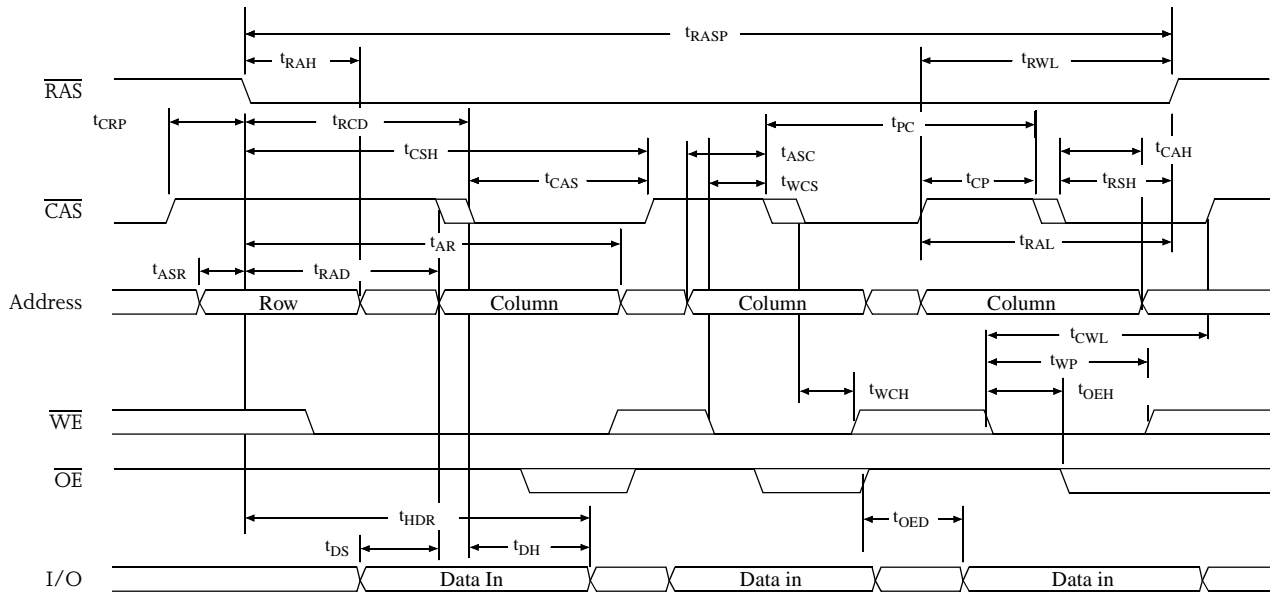 tRASP
tRAH tRWL
RAS
tCRP tRCD tPC
tCSH tASC tCAH
tCAS tWCS tCP tRSH
CAS
tAR tRAL
tASR tRAD
Address Row Column Column Column
tCWL
tWP
tWCH tOEH
WE
OE
tHDR tOED
tDS tDH
I/O Data In Data in Data in